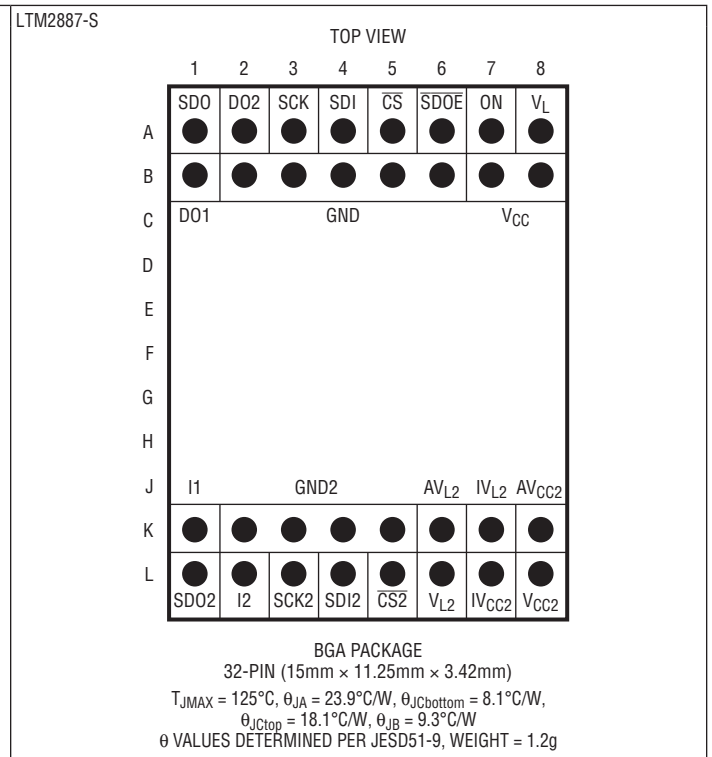 LTM2887-S
TOP VIEW
1 2 3 4 5 6 7 8
SDO DO2 SCK SDI C̅S̅ S̅D̅O̅E̅ ON VL
A
B
C DO1 GND VCC
D
E
F
G
H
J I1 GND2 AVL2 IVL2 AVCC2
K
L
SDO2 I2 SCK2 SDI2 C̅S̅2̅ VL2 IVCC2 VCC2
BGA PACKAGE
32-PIN (15mm × 11.25mm × 3.42mm)
TJMAX = 125°C, θJA = 23.9°C/W, θJCbottom = 8.1°C/W,
θJCtop = 18.1°C/W, θJB = 9.3°C/W
θ VALUES DETERMINED PER JESD51-9, WEIGHT = 1.2g